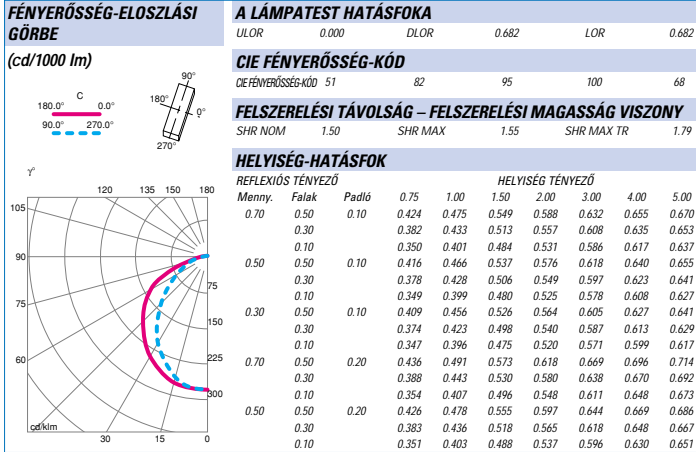 FÉNYERŐSSÉG-ELOSZLÁSI
GÖRBE
(cd/1000 lm)
90°
C
180.0° 0.0°
90.0° 270.0°
180°
0°
270°
γ°
120 135 150 180
105
90
75
60
75
150
225
300
cd/klm
30 15 0
A LÁMPATEST HATÁSFOKA
ULOR 0.000 DLOR 0.682 LOR 0.682
CIE FÉNYERŐSSÉG-KÓD
CIE FÉNYERŐSSÉG-KÓD 51 82 95 100 68
FELSZERELÉSI TÁVOLSÁG – FELSZERELÉSI MAGASSÁG VISZONY
SHR NOM 1.50 SHR MAX 1.55 SHR MAX TR 1.79
HELYISÉG-HATÁSFOK
REFLEXIÓS TÉNYEZŐ HELYISÉG TÉNYEZŐ
Menny. Falak Padló 0.75 1.00 1.50 2.00 3.00 4.00 5.00
0.70 0.50 0.10 0.424 0.475 0.549 0.588 0.632 0.655 0.670
0.30 0.382 0.433 0.513 0.557 0.608 0.635 0.653
0.10 0.350 0.401 0.484 0.531 0.586 0.617 0.637
0.50 0.50 0.10 0.416 0.466 0.537 0.576 0.618 0.640 0.655
0.30 0.378 0.428 0.506 0.549 0.597 0.623 0.641
0.10 0.349 0.399 0.480 0.525 0.578 0.608 0.627
0.30 0.50 0.10 0.409 0.456 0.526 0.564 0.605 0.627 0.641
0.30 0.374 0.423 0.498 0.540 0.587 0.613 0.629
0.10 0.347 0.396 0.475 0.520 0.571 0.599 0.617
0.70 0.50 0.20 0.436 0.491 0.573 0.618 0.669 0.696 0.714
0.30 0.388 0.443 0.530 0.580 0.638 0.670 0.692
0.10 0.354 0.407 0.496 0.548 0.611 0.648 0.673
0.50 0.50 0.20 0.426 0.478 0.555 0.597 0.644 0.669 0.686
0.30 0.383 0.436 0.518 0.565 0.618 0.648 0.667
0.10 0.351 0.403 0.488 0.537 0.596 0.630 0.651